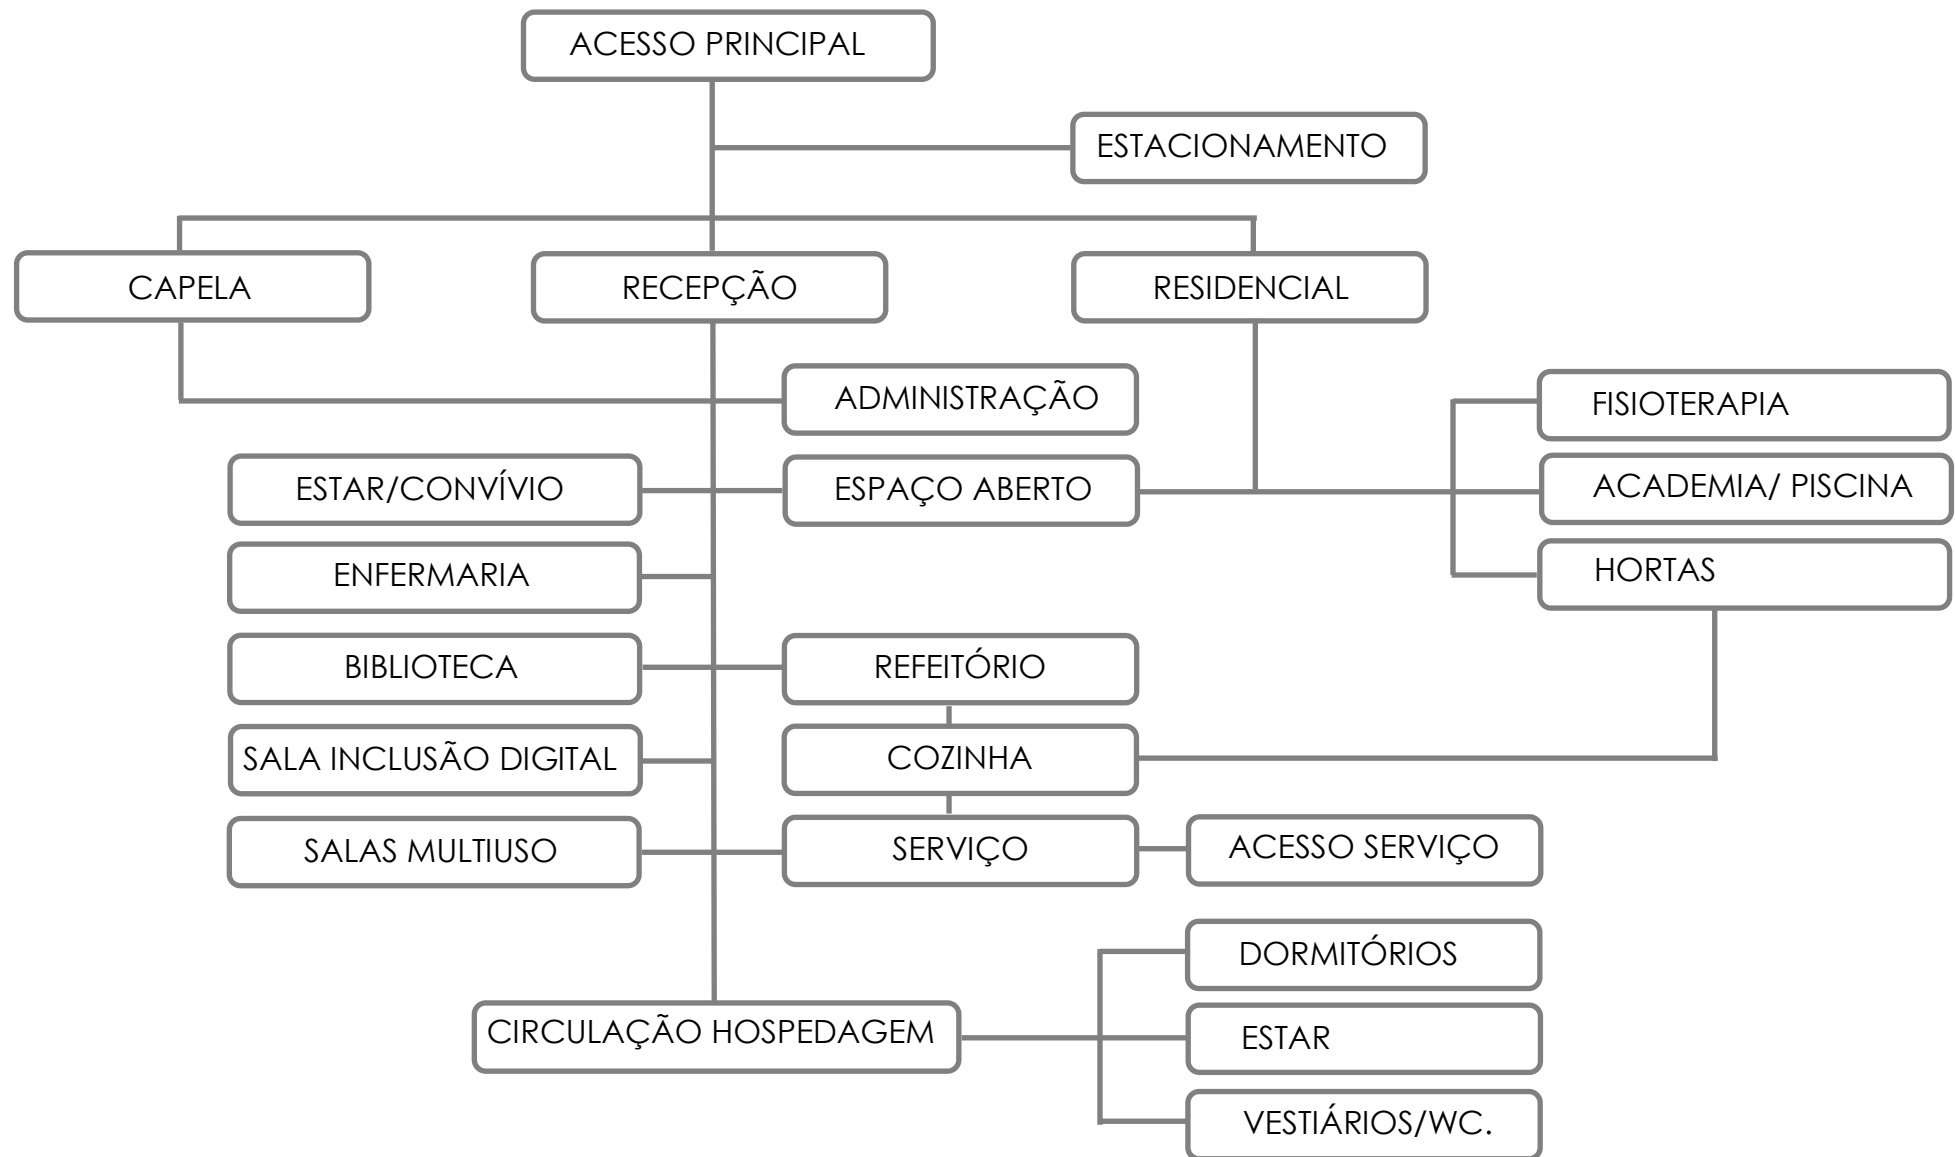 ACESSO PRINCIPAL
ESTACIONAMENTO
CAPELA
RECEPÇÃO
RESIDENCIAL
ADMINISTRAÇÃO
FISIOTERAPIA
ESTAR/CONVÍVIO
ESPAÇO ABERTO
ACADEMIA/ PISCINA
ENFERMARIA
HORTAS
BIBLIOTECA
REFEITÓRIO
SALA INCLUSÃO DIGITAL
COZINHA
SALAS MULTIUSO
SERVIÇO
ACESSO SERVIÇO
DORMITÓRIOS
CIRCULAÇÃO HOSPEDAGEM
ESTAR
VESTIÁRIOS/WC.